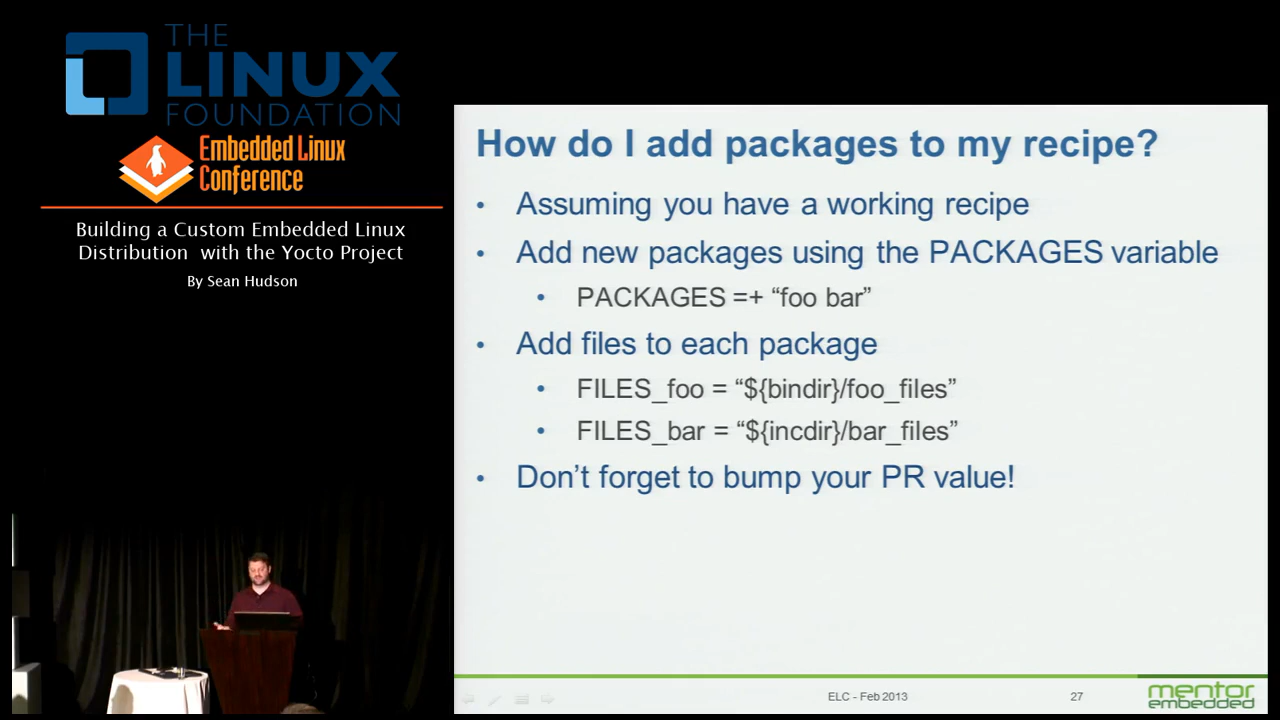 THE
LINUX
FOUNDATION
Embedded Linux
Conference
Building a Custom Embedded Linux
Distribution with the Yocto Project
By Sean Hudson
How do I add packages to my recipe?
• Assuming you have a working recipe
• Add new packages using the PACKAGES variable
• PACKAGES =+ “foo bar”
• Add files to each package
• FILES_foo = “${bindir}/foo_files”
• FILES_bar = “${incdir}/bar_files”
• Don’t forget to bump your PR value!
ELC - Feb 2013
27
mentor
embedded